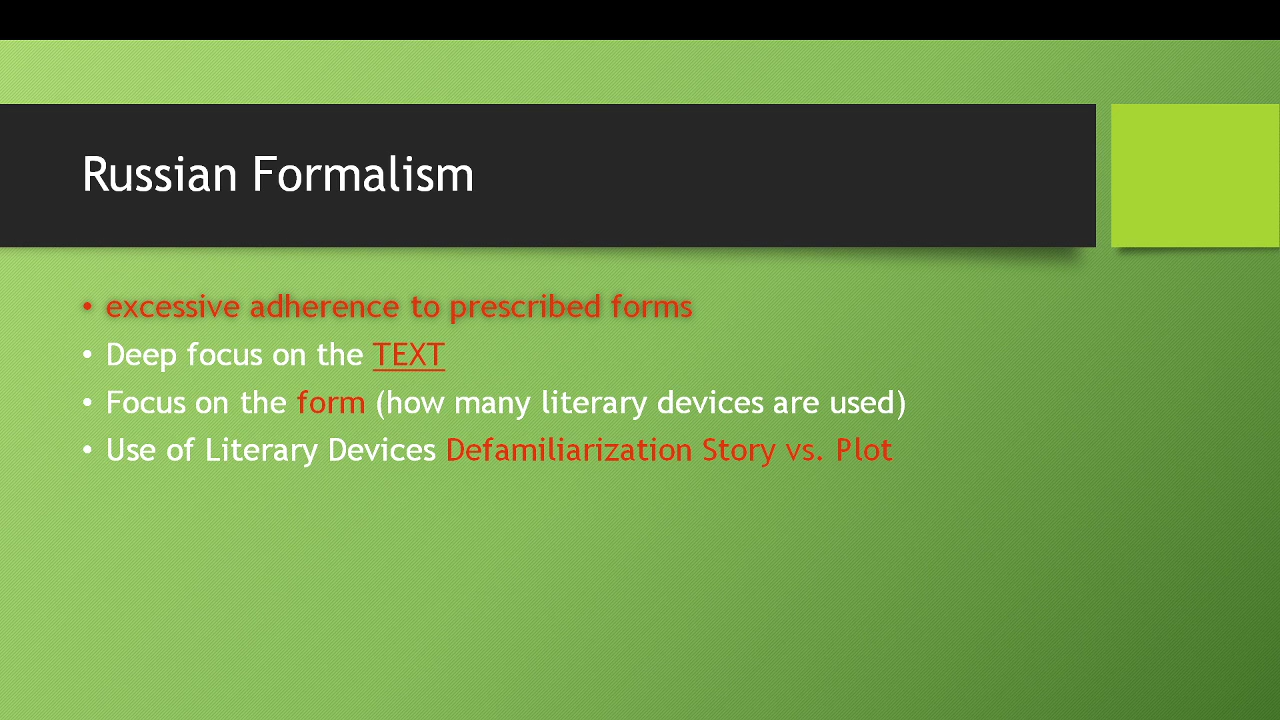 Russian Formalism
• excessive adherence to prescribed forms
• Deep focus on the TEXT
• Focus on the form (how many literary devices are used)
• Use of Literary Devices Defamiliarization Story vs. Plot